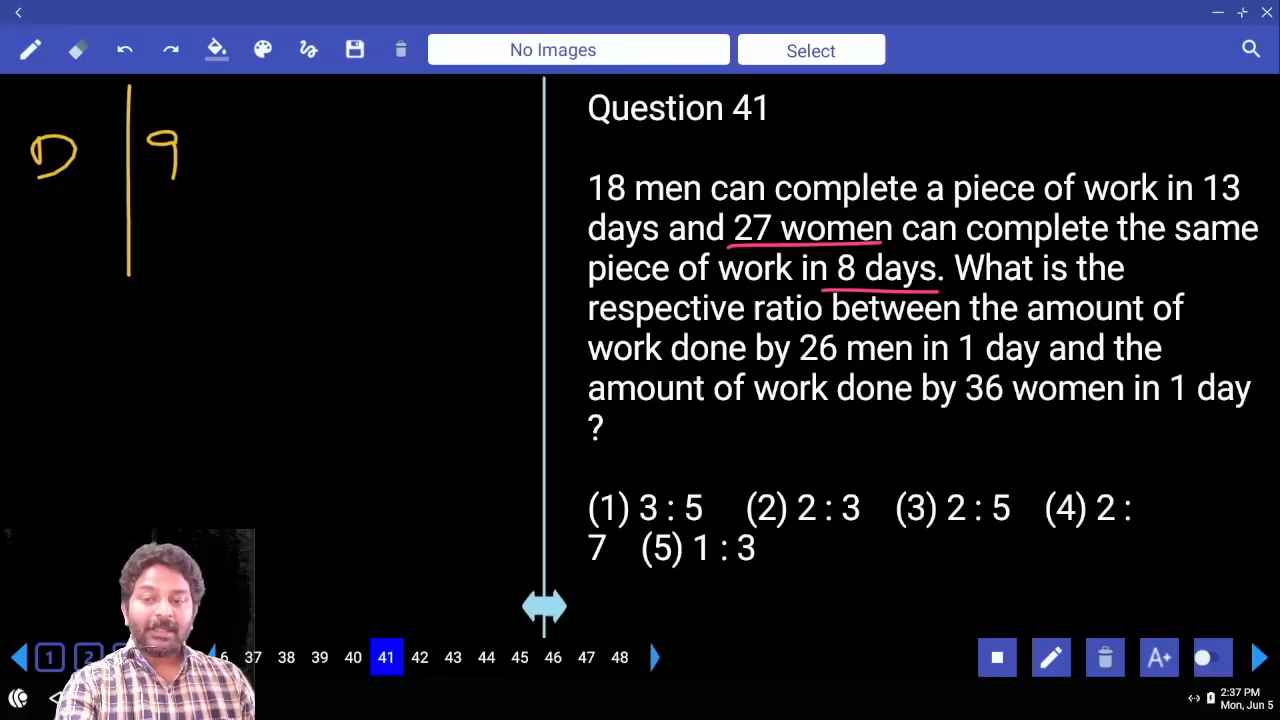 No Images
Select
D 9
Question 41
18 men can complete a piece of work in 13
days and 27 women can complete the same
piece of work in 8 days. What is the
respective ratio between the amount of
work done by 26 men in 1 day and the
amount of work done by 36 women in 1 day
?
(1) 3 : 5 (2) 2 : 3 (3) 2 : 5 (4) 2 :
7 (5) 1 : 3
1 2 6 37 38 39 40 41 42 43 44 45 46 47 48
A+
2:37 PM
Mon, Jun 5